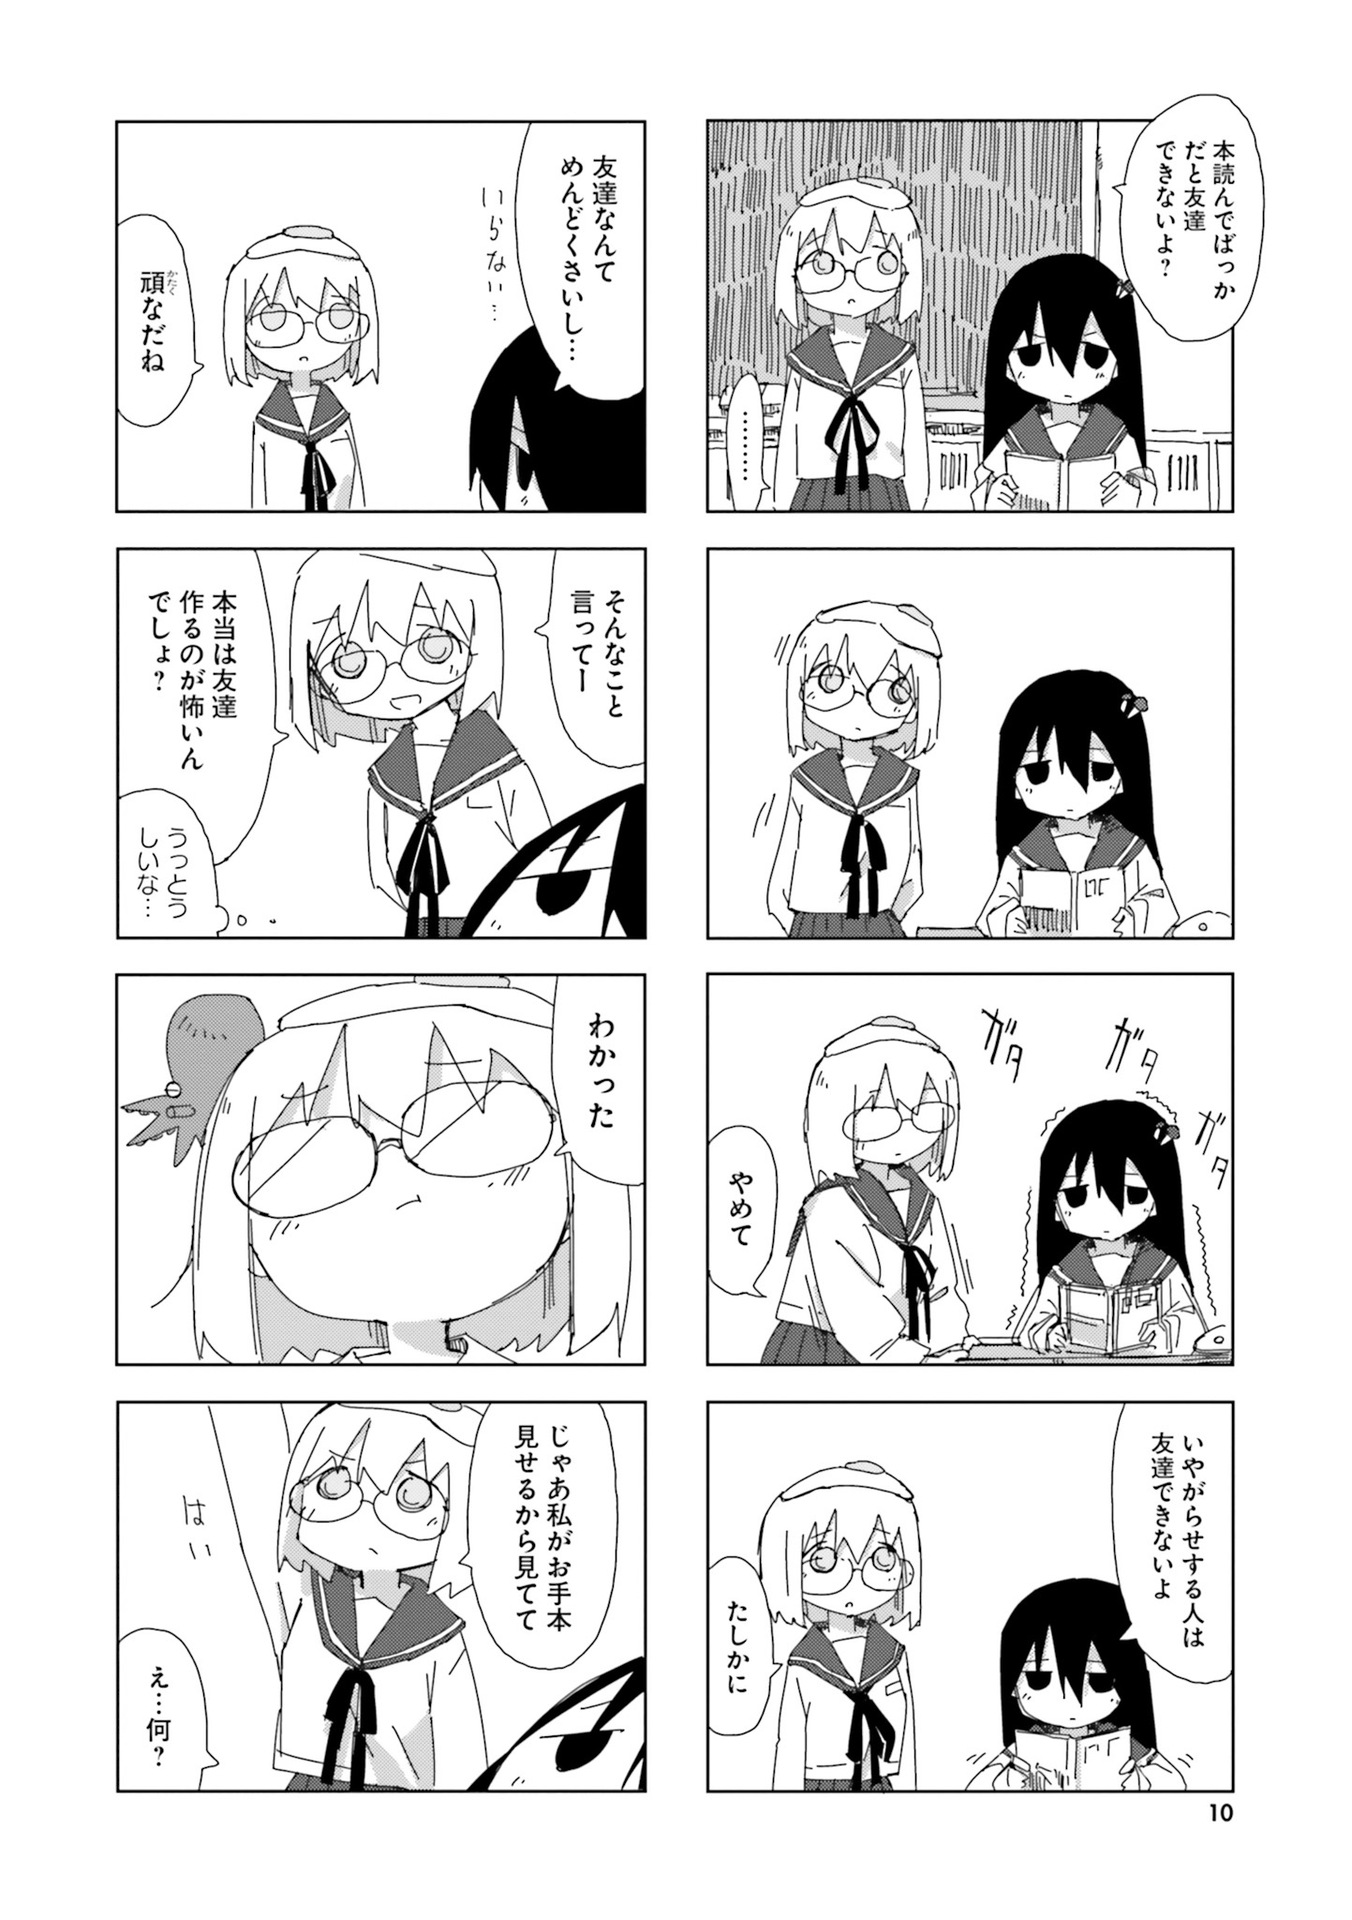 本読んでばっか
だと友達
できないよ?
………
ガタ
ガタ
ガタ
やめて
いやがらせする人は
友達できないよ
たしかに
友達なんて
めんどくさいし…
いらない…
頑なだね
かたく
そんなこと
言ってー
本当は友達
作るのが怖いん
でしょ?
うっとう
しいな…
わかった
じゃあ私がお手本
見せるから見てて
はい
え…何?
10